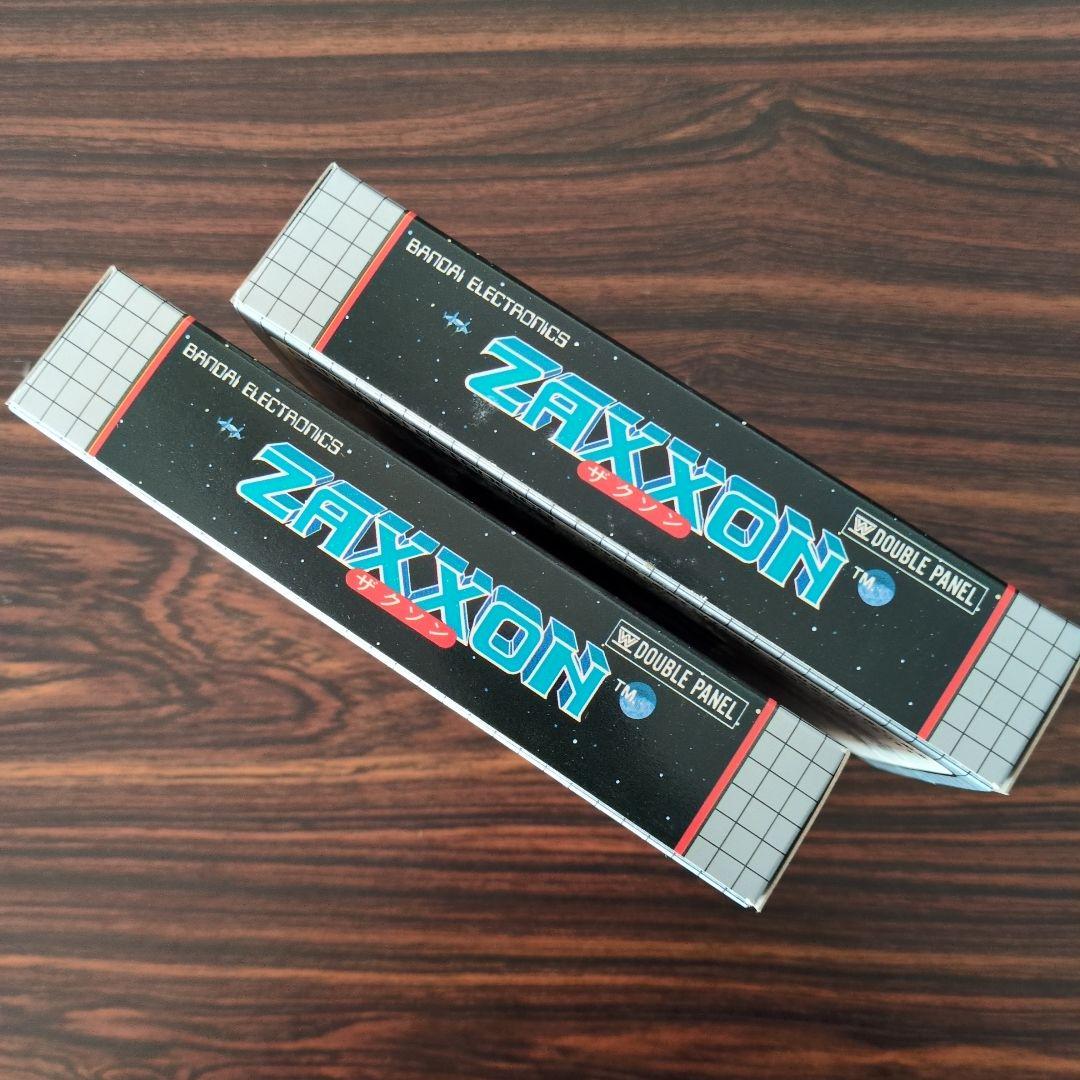 BANDAI ELECTRONICS
ZAXXON
TM
ザクソン
W DOUBLE PANEL
BANDAI ELECTRONICS
ZAXXON
TM
ザクソン
W DOUBLE PANEL